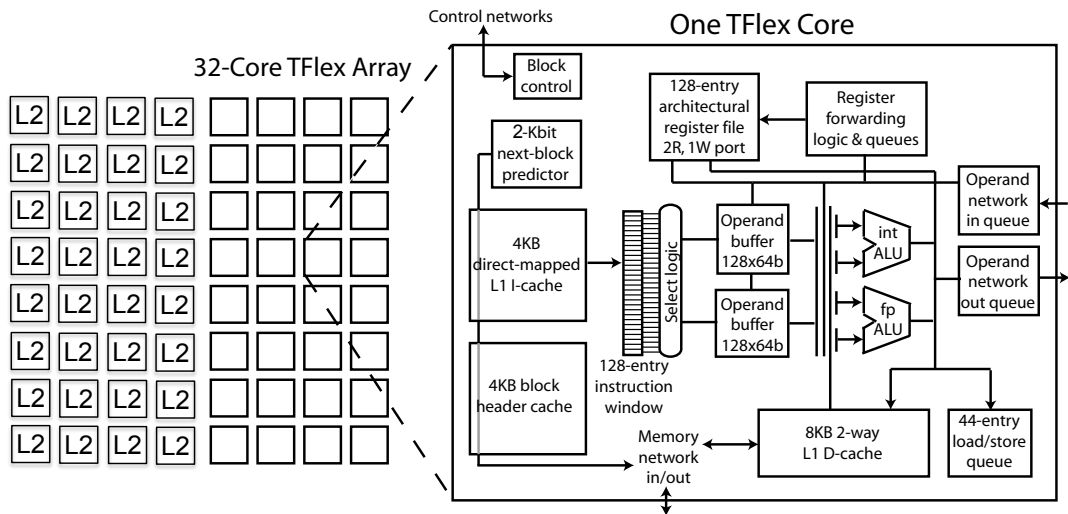 Control networks
One TFlex Core
32-Core TFlex Array
Block
control
128-entry
architectural
register file
2R, 1W port
Register
forwarding
logic & queues
2-Kbit
next-block
predictor
Operand
network
in queue
Operand
network
out queue
4KB
direct-mapped
L1 I-cache
Select logic
Operand
buffer
128x64b
Operand
buffer
128x64b
int
ALU
fp
ALU
128-entry
instruction
window
4KB block
header cache
Memory
network
in/out
8KB 2-way
L1 D-cache
44-entry
load/store
queue
L2 L2 L2 L2
L2 L2 L2 L2
L2 L2 L2 L2
L2 L2 L2 L2
L2 L2 L2 L2
L2 L2 L2 L2
L2 L2 L2 L2
L2 L2 L2 L2